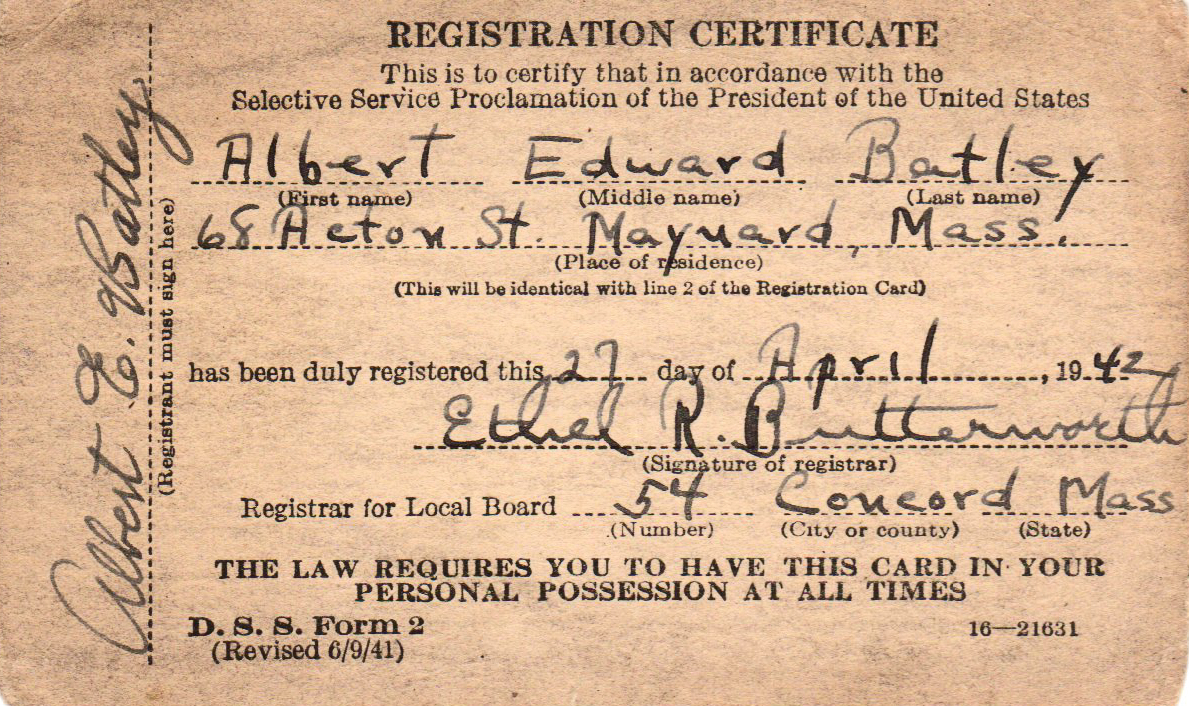 REGISTRATION CERTIFICATE
This is to certify that in accordance with the
Selective Service Proclamation of the President of the United States
Albert Edward Batley
(First name) (Middle name) (Last name)
68 Acton St. Maynard, Mass.
(Place of residence)
(This will be identical with line 2 of the Registration Card)
has been duly registered this 27 day of April, 1942
Ethel R. Butterworth
(Signature of registrar)
Registrar for Local Board 54 Concord Mass
(Number) (City or county) (State)
THE LAW REQUIRES YOU TO HAVE THIS CARD IN YOUR
PERSONAL POSSESSION AT ALL TIMES
D. S. S. Form 2 16—21631
(Revised 6/9/41)
Albert E. Batley
(Registrant must sign here)